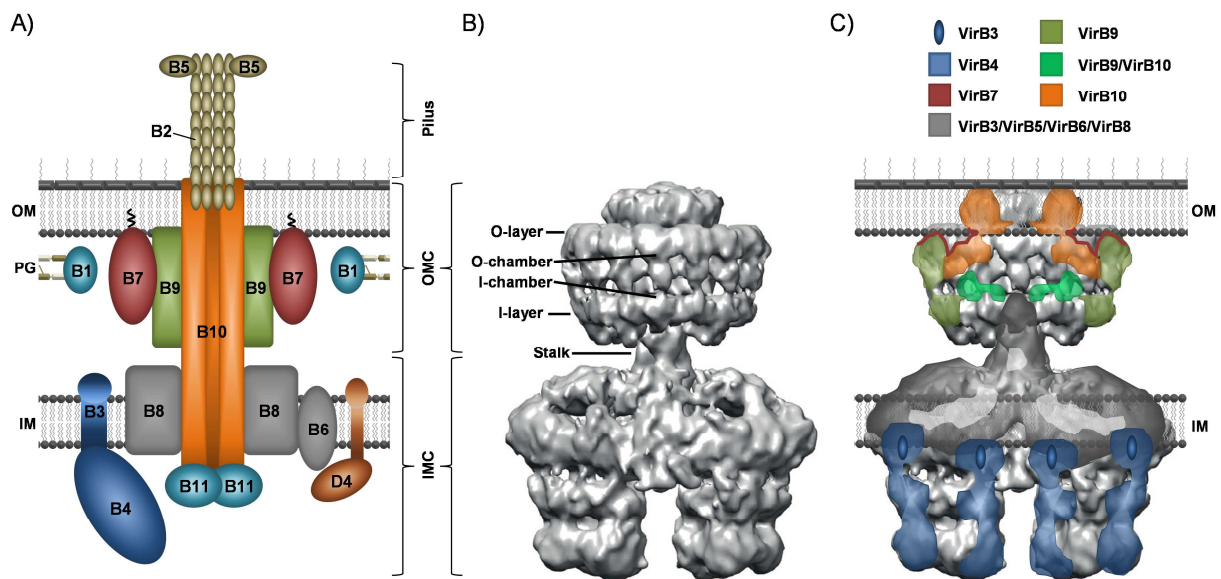 A)
B5
B5
B2
Pilus
OM
PG
B1
B7
B9
B10
B9
B7
B1
OMC
IM
B3
B8
B8
B6
B4
B11
B11
D4
IMC
B)
O-layer
O-chamber
I-chamber
I-layer
Stalk
C)
VirB3
VirB9
VirB4
VirB9/VirB10
VirB7
VirB10
VirB3/VirB5/VirB6/VirB8
OM
IM